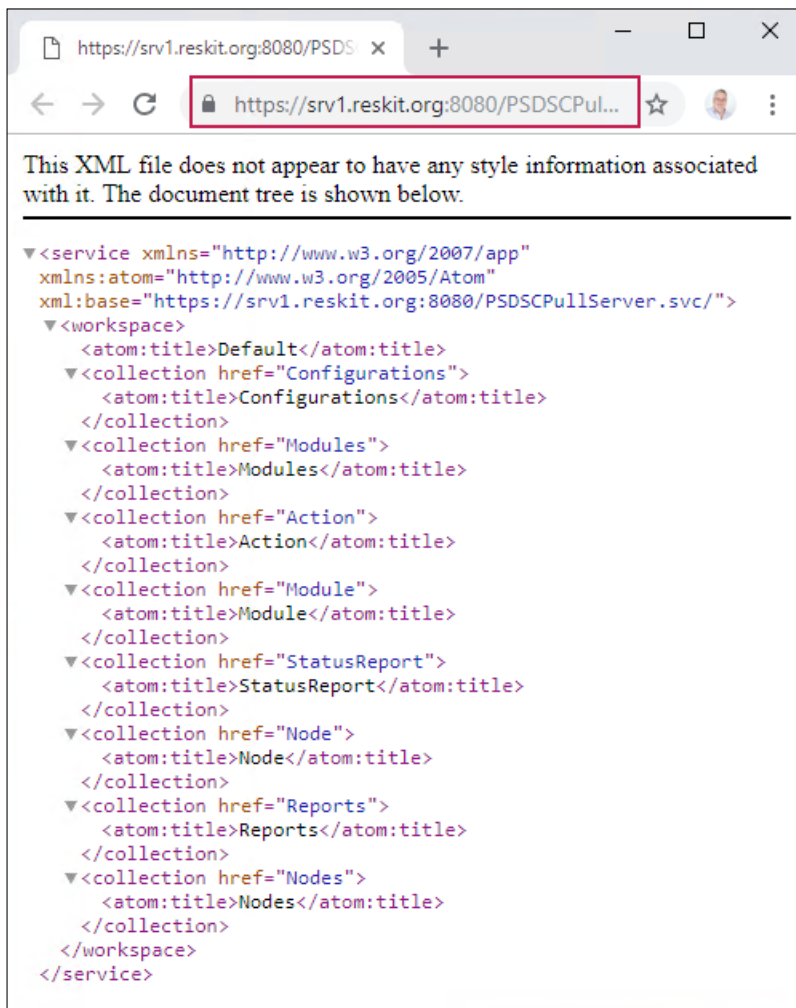 https://srv1.reskit.org:8080/PSDS
https://srv1.reskit.org:8080/PSDSCPul...
This XML file does not appear to have any style information associated
with it. The document tree is shown below.
▼<service xmlns="http://www.w3.org/2007/app"
xmlns:atom="http://www.w3.org/2005/Atom"
xml:base="https://srv1.reskit.org:8080/PSDSCPullServer.svc/">
▼<workspace>
<atom:title>Default</atom:title>
▼<collection href="Configurations">
<atom:title>Configurations</atom:title>
</collection>
▼<collection href="Modules">
<atom:title>Modules</atom:title>
</collection>
▼<collection href="Action">
<atom:title>Action</atom:title>
</collection>
▼<collection href="Module">
<atom:title>Module</atom:title>
</collection>
▼<collection href="StatusReport">
<atom:title>StatusReport</atom:title>
</collection>
▼<collection href="Node">
<atom:title>Node</atom:title>
</collection>
▼<collection href="Reports">
<atom:title>Reports</atom:title>
</collection>
▼<collection href="Nodes">
<atom:title>Nodes</atom:title>
</collection>
</workspace>
</service>